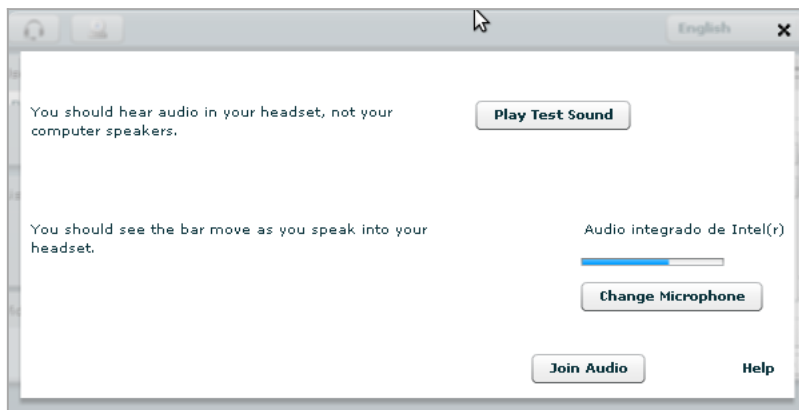 English
You should hear audio in your headset, not your
computer speakers.
Play Test Sound
You should see the bar move as you speak into your
headset.
Audio integrado de Intel(r)
Change Microphone
Join Audio
Help